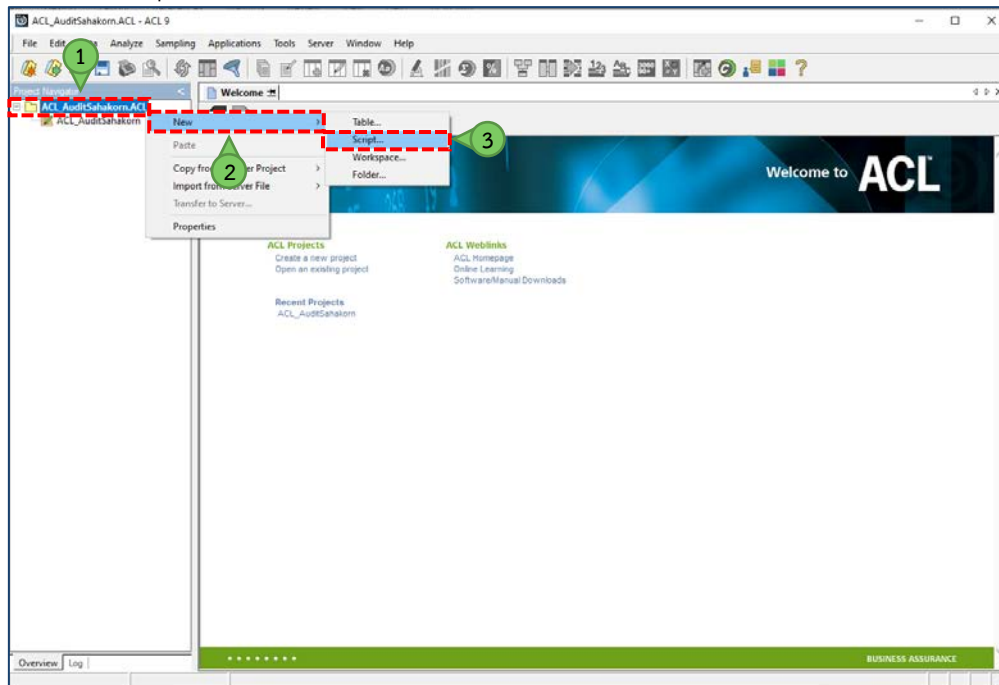 ACL_AuditSahakorn.ACL - ACL 9
File Edit Analyze Sampling Applications Tools Server Window Help
1
Project Navigator
Welcome
ACL_AuditSahakorn.ACL
ACL_AuditSahakorn
New
Paste
Copy from Project
Import from Server File
Transfer to Server...
Properties
Table...
Script...
Workspace...
Folder...
2
3
Welcome to ACL
ACL Projects
Create a new project
Open an existing project
Recent Projects
ACL_AuditSahakorn
ACL Weblinks
ACL Homepage
Online Learning
Software/Manual Downloads
Overview Log
BUSINESS ASSURANCE